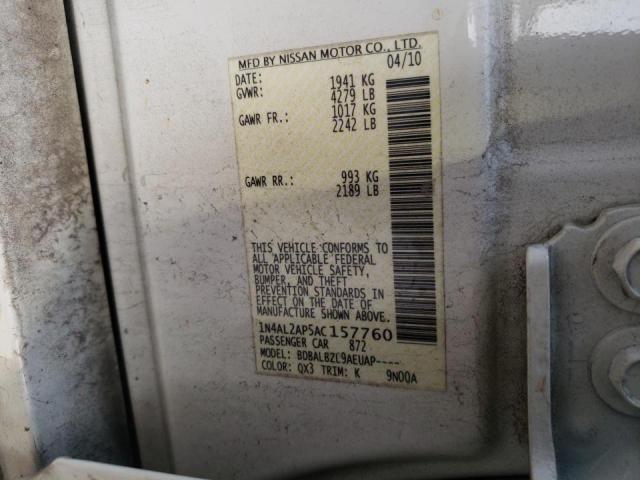 MFD BY NISSAN MOTOR CO., LTD.
DATE: 04/10
GVWR: 1941 KG
4279 LB
GAWR FR.: 1017 KG
2242 LB
GAWR RR.: 993 KG
2189 LB
THIS VEHICLE CONFORMS TO
ALL APPLICABLE FEDERAL
MOTOR VEHICLE SAFETY,
BUMPER, AND THEFT
PREVENTION STANDARDS IN
EFFECT ON THE DATE OF
MANUFACTURE SHOWN ABOVE.
1N4AL2AP5AC157760
PASSENGER CAR 872
MODEL: BDBALBZL9AEUAP----
COLOR: QX3 TRIM: K 9N00A